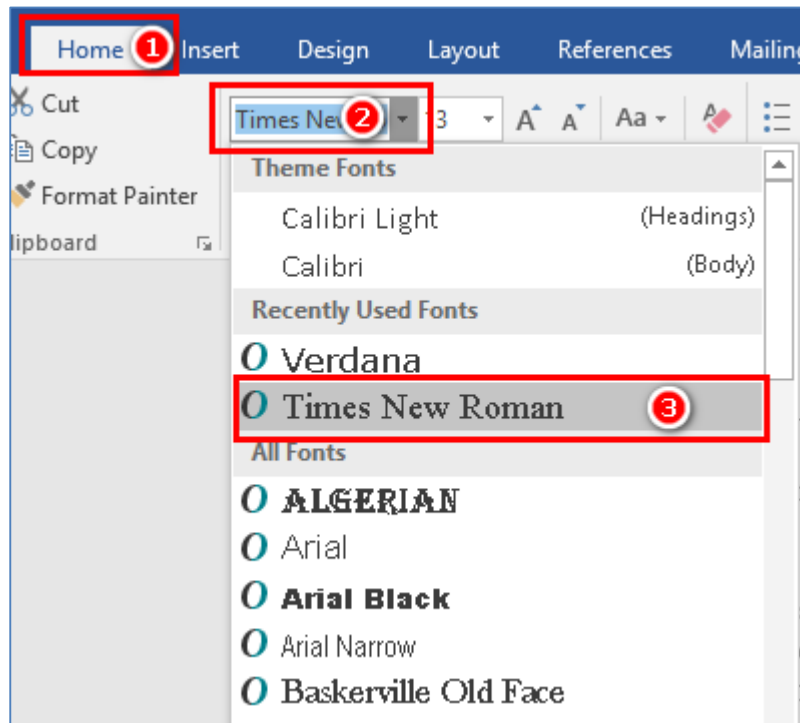 Home 1 Insert Design Layout References Mailing
Cut
Times Ne 2 3 A A Aa
Copy
Theme Fonts
Format Painter
Calibri Light (Headings)
lipboard
Calibri (Body)
Recently Used Fonts
O Verdana
O Times New Roman 3
All Fonts
O ALGERIAN
O Arial
O Arial Black
O Arial Narrow
O Baskerville Old Face